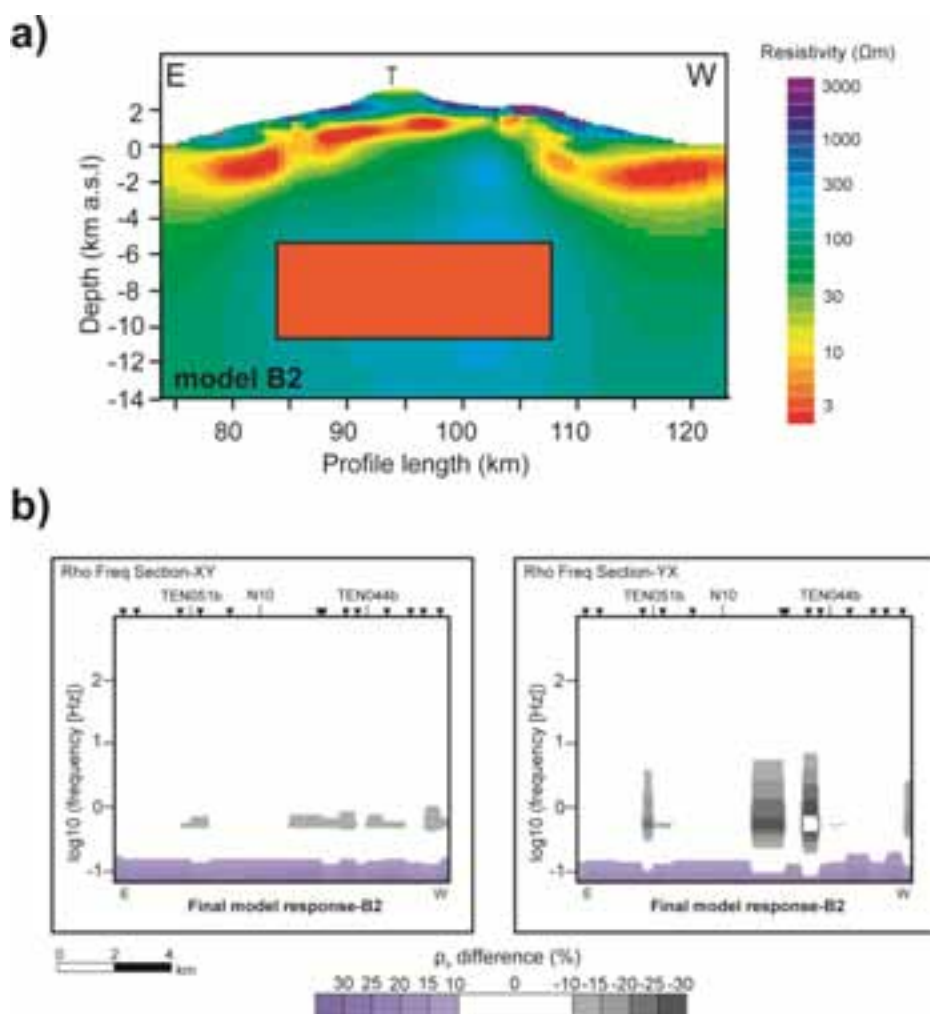 a)
Resistivity (Ωm)
E T W
3000
1000
300
100
30
10
3
2
0
-2
-4
-6
-8
-10
-12
-14
Depth (km a.s.l)
model B2
80 90 100 110 120
Profile length (km)
b)
Rho Freq Section-XY
TEN051b N10 TEN044b
log10 (frequency [Hz])
2
1
0
-1
E W
Final model response-B2
Rho Freq Section-YX
TEN051b N10 TEN044b
log10 (frequency [Hz])
2
1
0
-1
E W
Final model response-B2
0 2 4
km
ρₐ difference (%)
30 25 20 15 10 0 -10 -15 -20 -25 -30